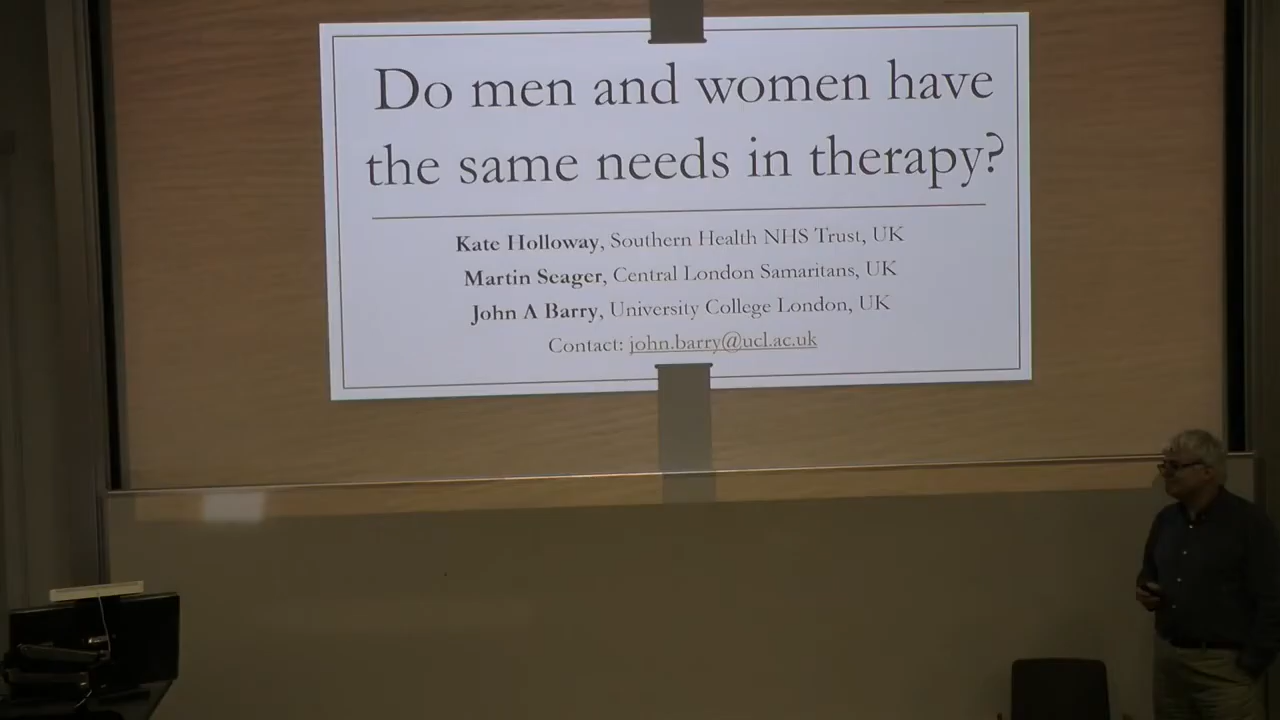 Do men and women have
the same needs in therapy?
Kate Holloway, Southern Health NHS Trust, UK
Martin Seager, Central London Samaritans, UK
John A Barry, University College London, UK
Contact: john.barry@ucl.ac.uk